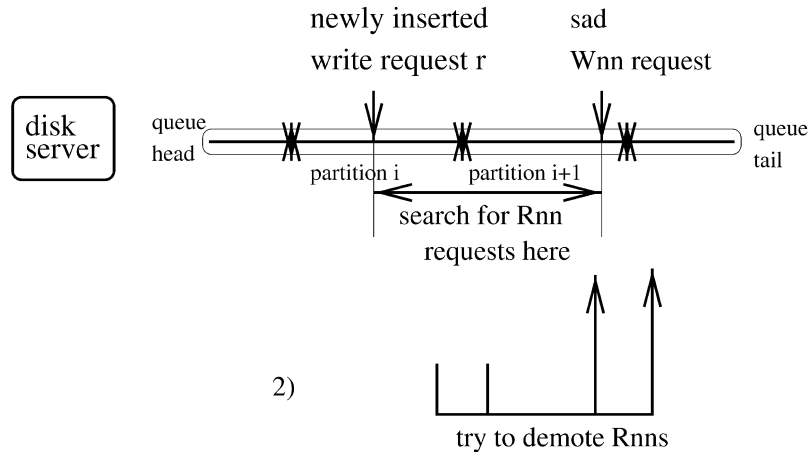 newly inserted
write request r
sad
Wnn request
disk
server
queue
head
queue
tail
partition i
partition i+1
search for Rnn
requests here
2)
try to demote Rnns